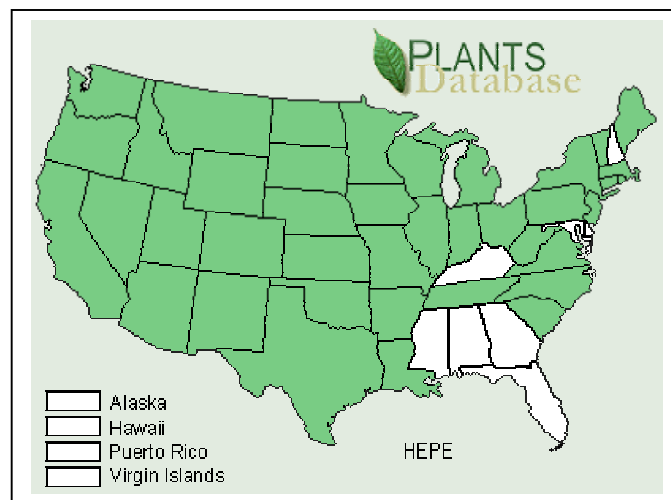 PLANTS
Database
Alaska
Hawaii
Puerto Rico
Virgin Islands
HEPE